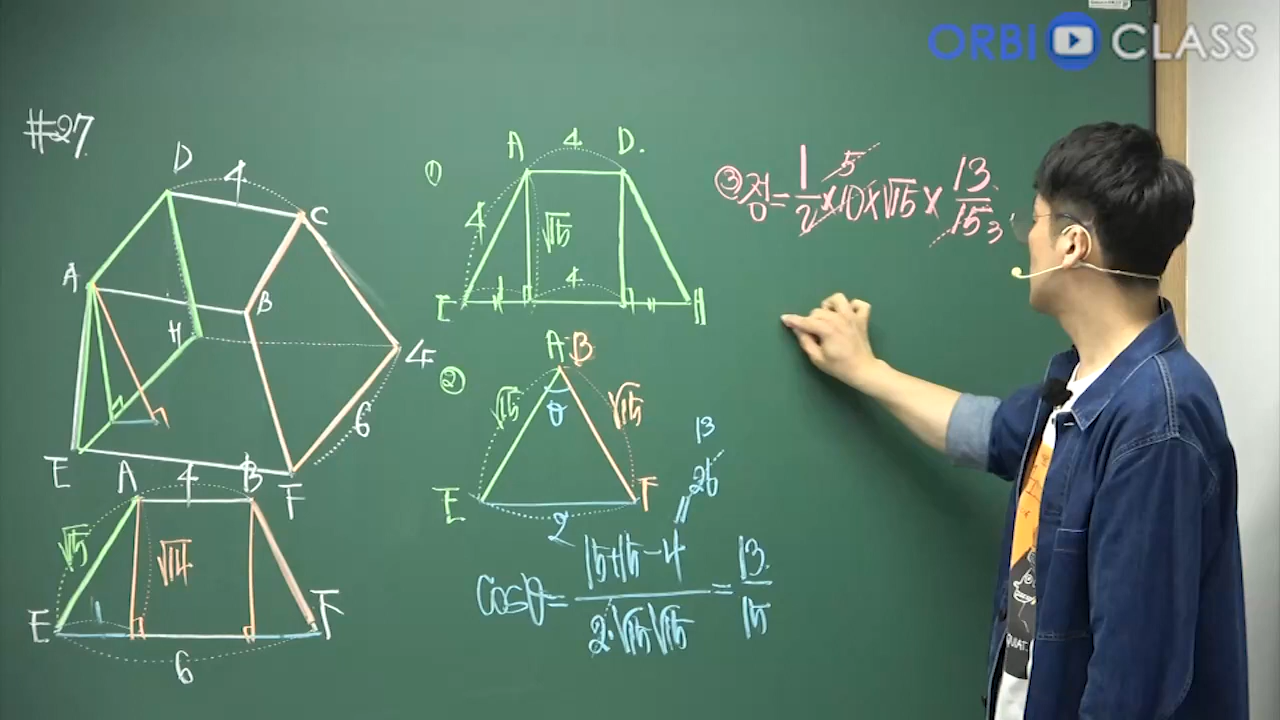 ORBI CLASS
#27.
D
4
C
A
B
H
4
6
E
F
A
4
B
√15
√14
E
1
F
6
①
A
4
D.
4
√15
4
E
H
②
A B
√15
θ
√15
E
F
2
13
26
cosθ = (15+15-4)/(2·√15√15) = 13/15
③ 정 = 1/2 × 10 × √15 × 13/15
5
3